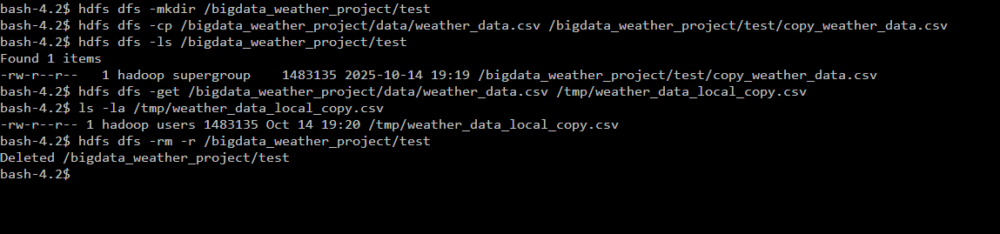 bash-4.2$ hdfs dfs -mkdir /bigdata_weather_project/test
bash-4.2$ hdfs dfs -cp /bigdata_weather_project/data/weather_data.csv /bigdata_weather_project/test/copy_weather_data.csv
bash-4.2$ hdfs dfs -ls /bigdata_weather_project/test
Found 1 items
-rw-r--r--   1 hadoop supergroup    1483135 2025-10-14 19:19 /bigdata_weather_project/test/copy_weather_data.csv
bash-4.2$ hdfs dfs -get /bigdata_weather_project/data/weather_data.csv /tmp/weather_data_local_copy.csv
bash-4.2$ ls -la /tmp/weather_data_local_copy.csv
-rw-r--r-- 1 hadoop users 1483135 Oct 14 19:20 /tmp/weather_data_local_copy.csv
bash-4.2$ hdfs dfs -rm -r /bigdata_weather_project/test
Deleted /bigdata_weather_project/test
bash-4.2$